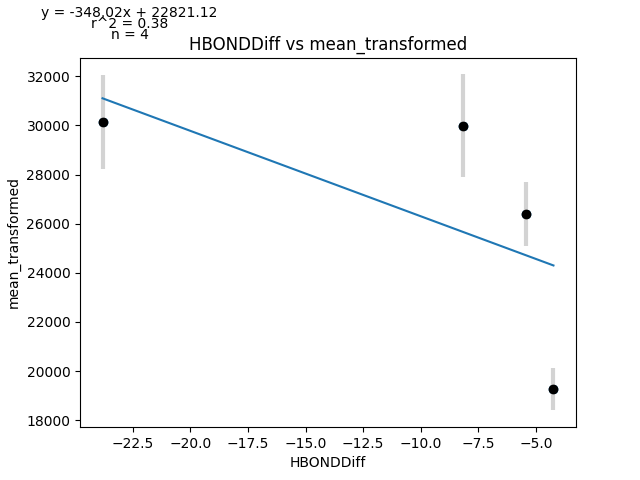 y = -348.02x + 22821.12
r^2 = 0.38
n = 4
HBONDDiff vs mean_transformed
mean_transformed
32000
30000
28000
26000
24000
22000
20000
18000
−22.5 −20.0 −17.5 −15.0 −12.5 −10.0 −7.5 −5.0
HBONDDiff